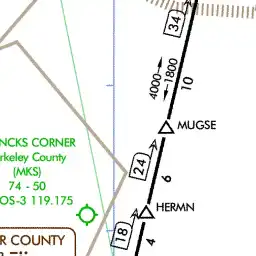 34
4000
1800
10
MUGSE
NCKS CORNER
rkeley County
(MKS)
74 - 50
OS-3 119.175
24
6
HERMN
18
4
R COUNTY